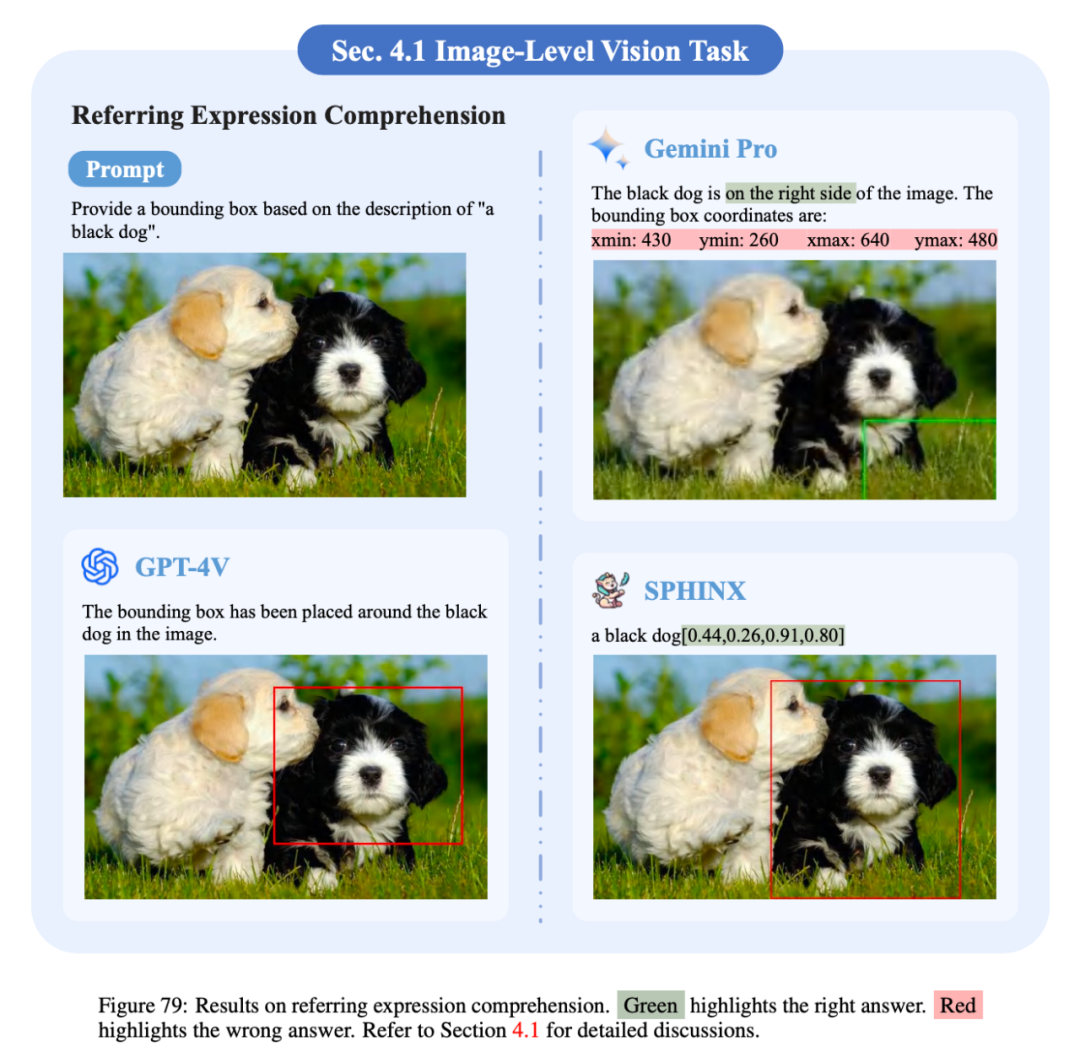 Sec. 4.1 Image-Level Vision Task
Referring Expression Comprehension
Prompt
Provide a bounding box based on the description of "a
black dog".
GPT-4V
The bounding box has been placed around the black
dog in the image.
Gemini Pro
The black dog is on the right side of the image. The
bounding box coordinates are:
xmin: 430 ymin: 260 xmax: 640 ymax: 480
SPHINX
a black dog[0.44,0.26,0.91,0.80]
Figure 79: Results on referring expression comprehension. Green highlights the right answer. Red
highlights the wrong answer. Refer to Section 4.1 for detailed discussions.